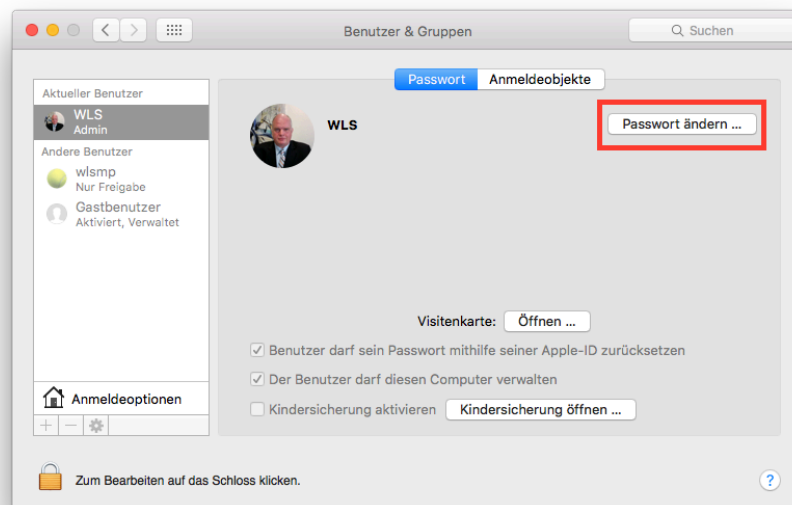 Benutzer & Gruppen
Suchen
Passwort
Anmeldeobjekte
Aktueller Benutzer
WLS
Admin
Andere Benutzer
wlsmp
Nur Freigabe
Gastbenutzer
Aktiviert, Verwaltet
WLS
Passwort ändern ...
Visitenkarte: Öffnen ...
Benutzer darf sein Passwort mithilfe seiner Apple-ID zurücksetzen
Der Benutzer darf diesen Computer verwalten
Kindersicherung aktivieren Kindersicherung öffnen ...
Anmeldeoptionen
Zum Bearbeiten auf das Schloss klicken.
?